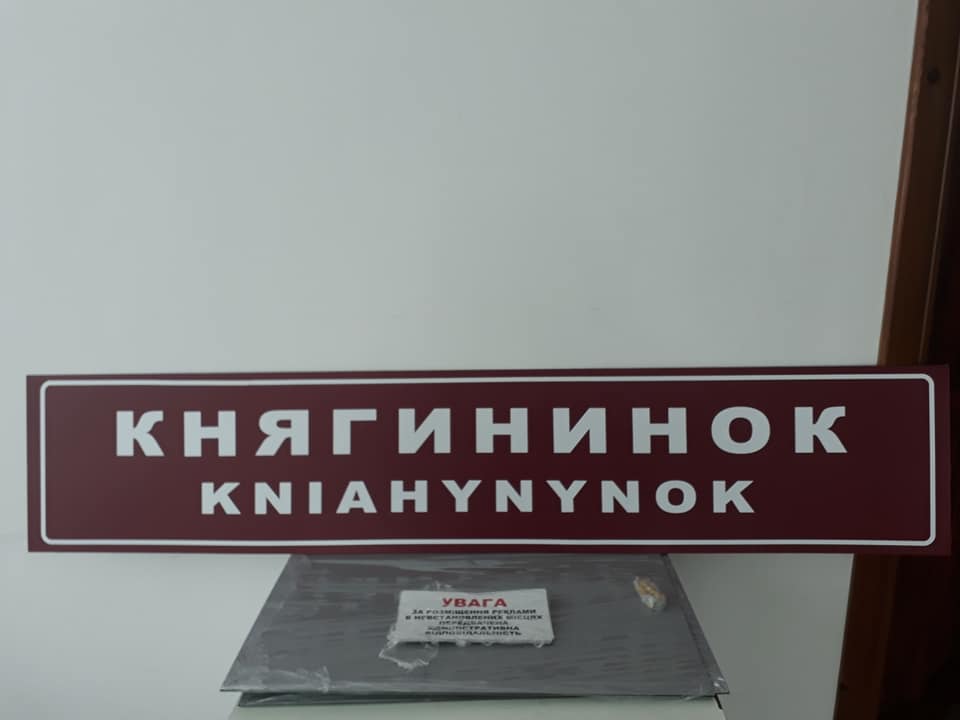 КНЯГИНИНОК
KNIAHYNYNOK
УВАГА
ЗА РОЗМІЩЕННЯ РЕКЛАМИ
В НЕВСТАНОВЛЕНИХ МІСЦЯХ
ПЕРЕДБАЧЕНА
АДМІНІСТРАТИВНА
ВІДПОВІДАЛЬНІСТЬ